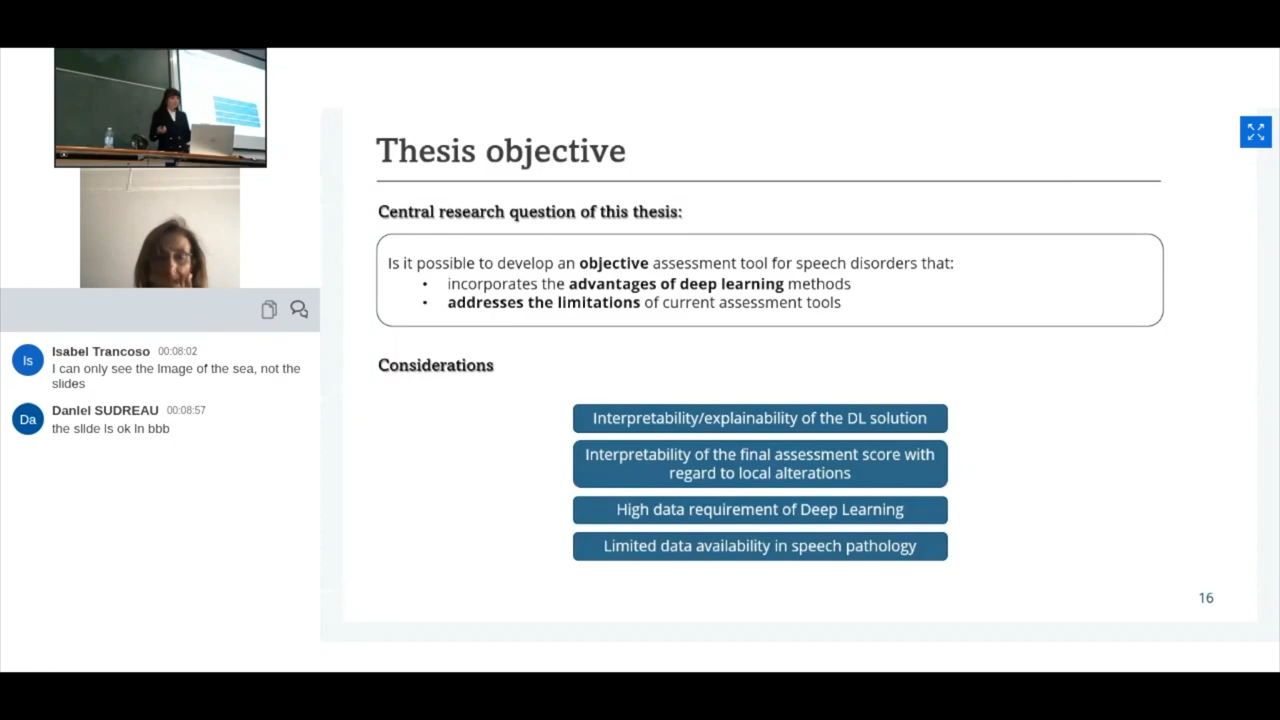 Thesis objective
Central research question of this thesis:
Is it possible to develop an objective assessment tool for speech disorders that:
• incorporates the advantages of deep learning methods
• addresses the limitations of current assessment tools
Considerations
Interpretability/explainability of the DL solution
Interpretability of the final assessment score with
regard to local alterations
High data requirement of Deep Learning
Limited data availability in speech pathology
16
Is
Isabel Trancoso 00:08:02
I can only see the image of the sea, not the
slides
Da
Daniel SUDREAU 00:08:57
the slide is ok in bbb